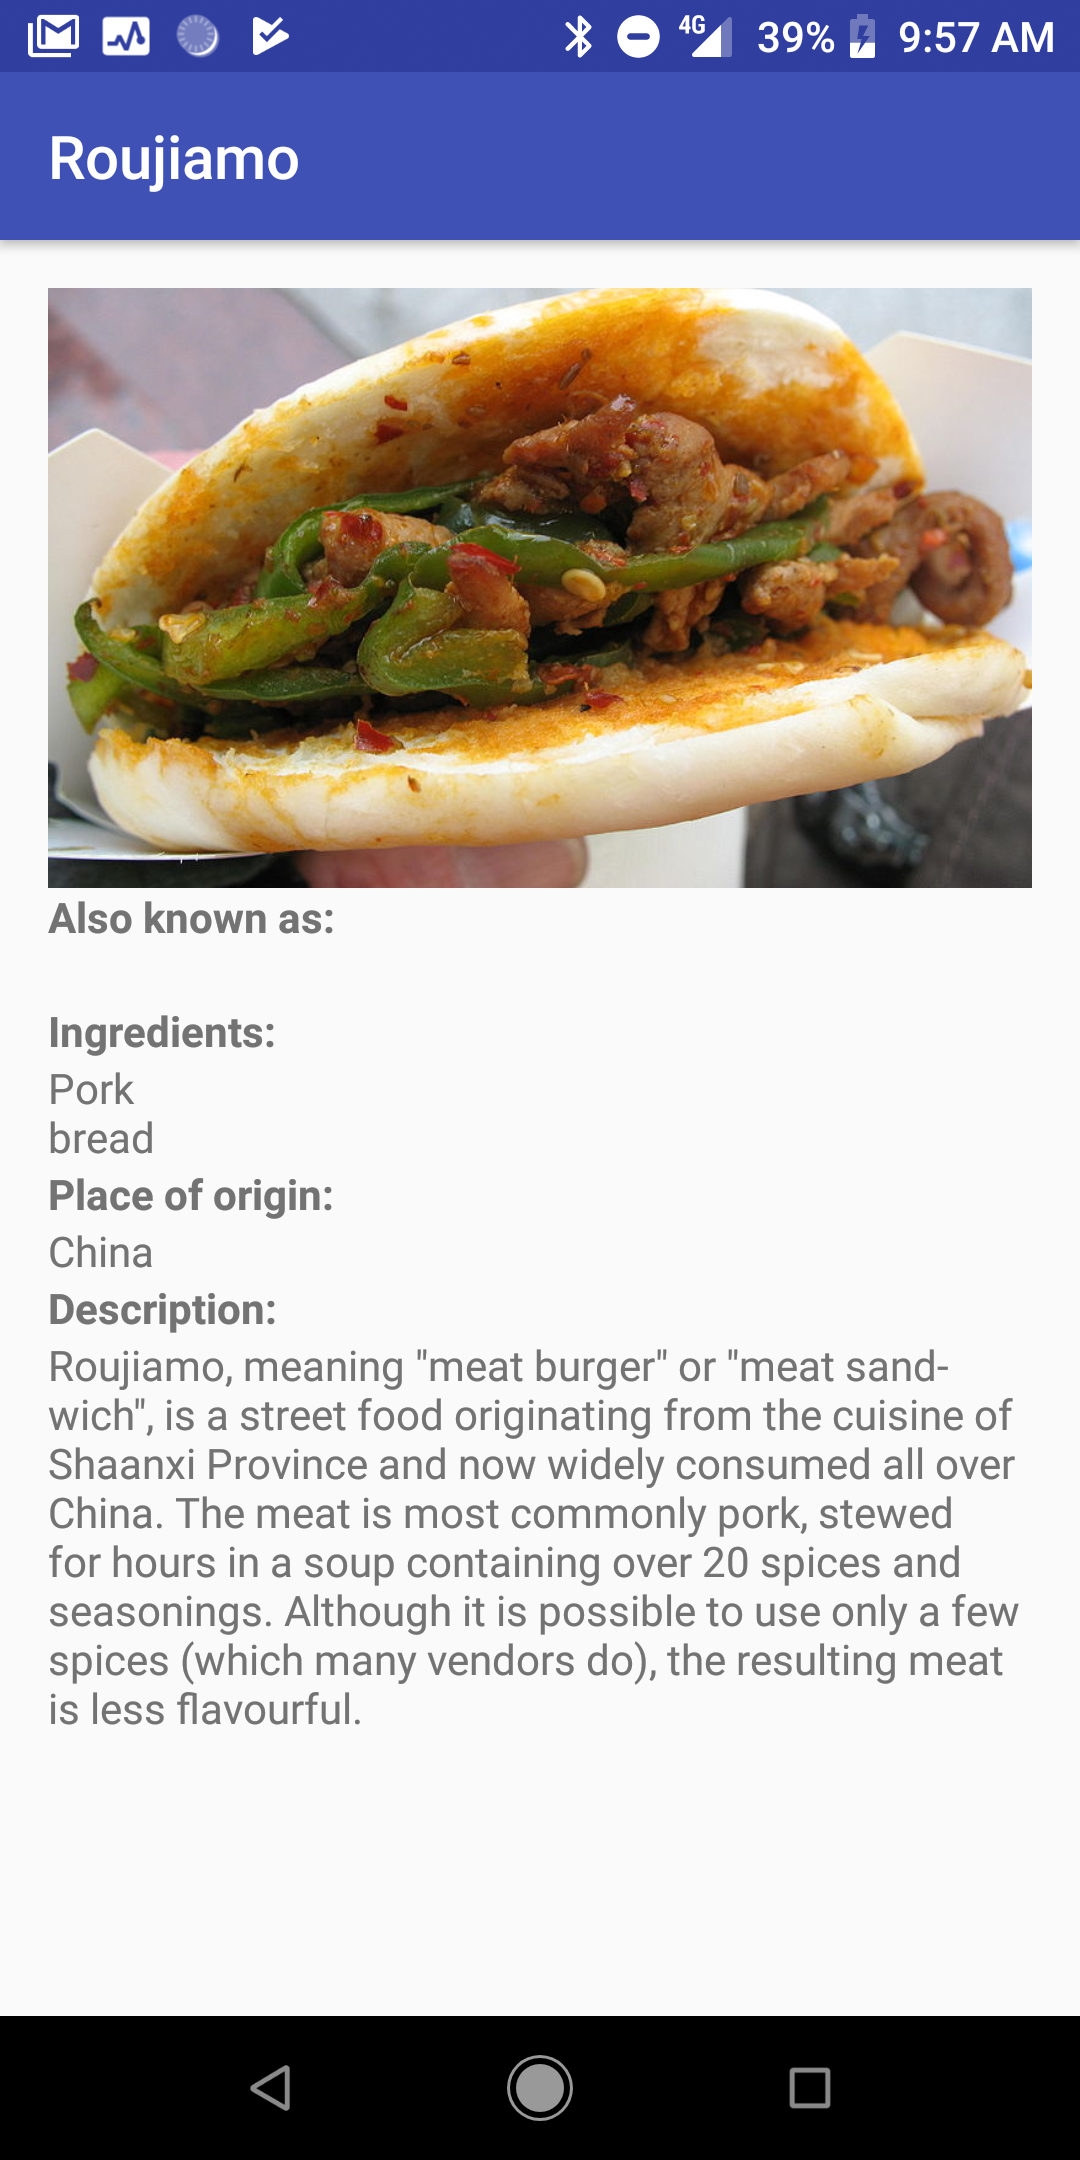 4G 39% 9:57 AM
Roujiamo
Also known as:
Ingredients:
Pork
bread
Place of origin:
China
Description:
Roujiamo, meaning "meat burger" or "meat sand-
wich", is a street food originating from the cuisine of
Shaanxi Province and now widely consumed all over
China. The meat is most commonly pork, stewed
for hours in a soup containing over 20 spices and
seasonings. Although it is possible to use only a few
spices (which many vendors do), the resulting meat
is less flavourful.